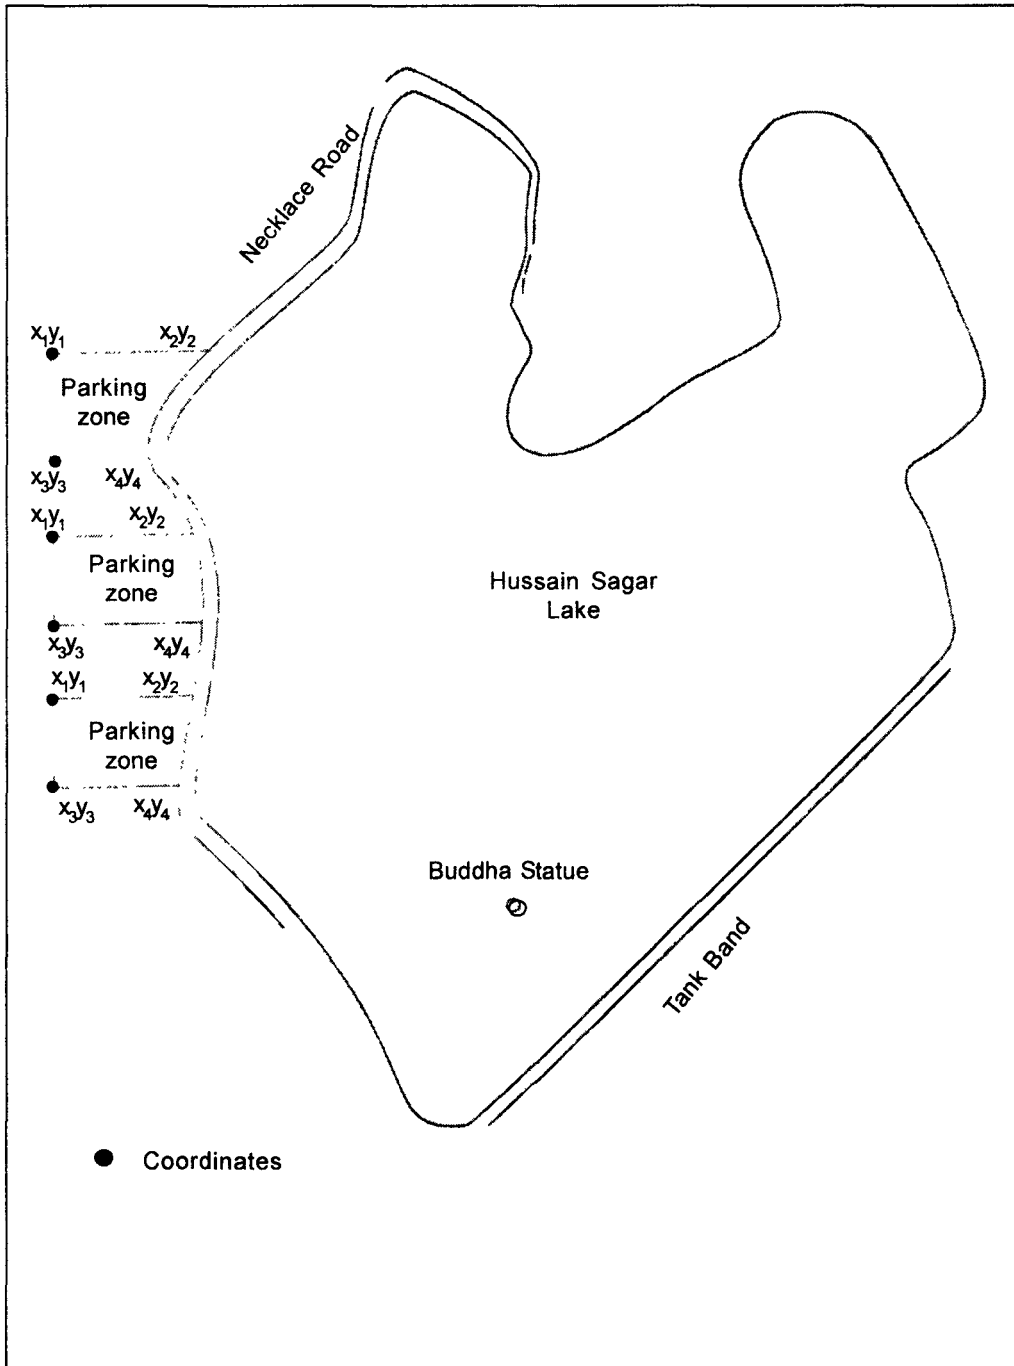 Necklace Road
x₁y₁ x₂y₂
Parking
zone
x₃y₃ x₄y₄
x₁y₁ x₂y₂
Parking
zone
x₃y₃ x₄y₄
x₁y₁ x₂y₂
Parking
zone
x₃y₃ x₄y₄
Hussain Sagar
Lake
Buddha Statue
Tank Band
Coordinates